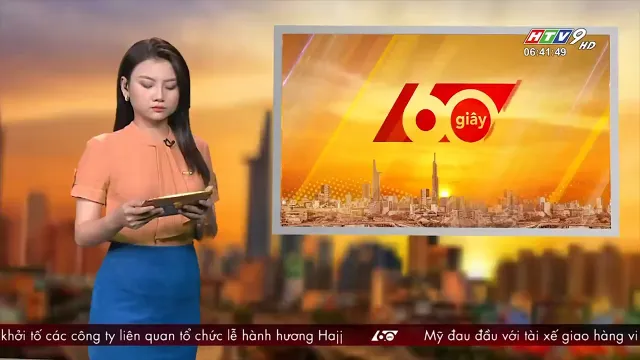 HTV9 HD
06:41:49
60 giây
khởi tố các công ty liên quan tổ chức lễ hành hương Hajj 60 Mỹ đau đầu với tài xế giao hàng vi